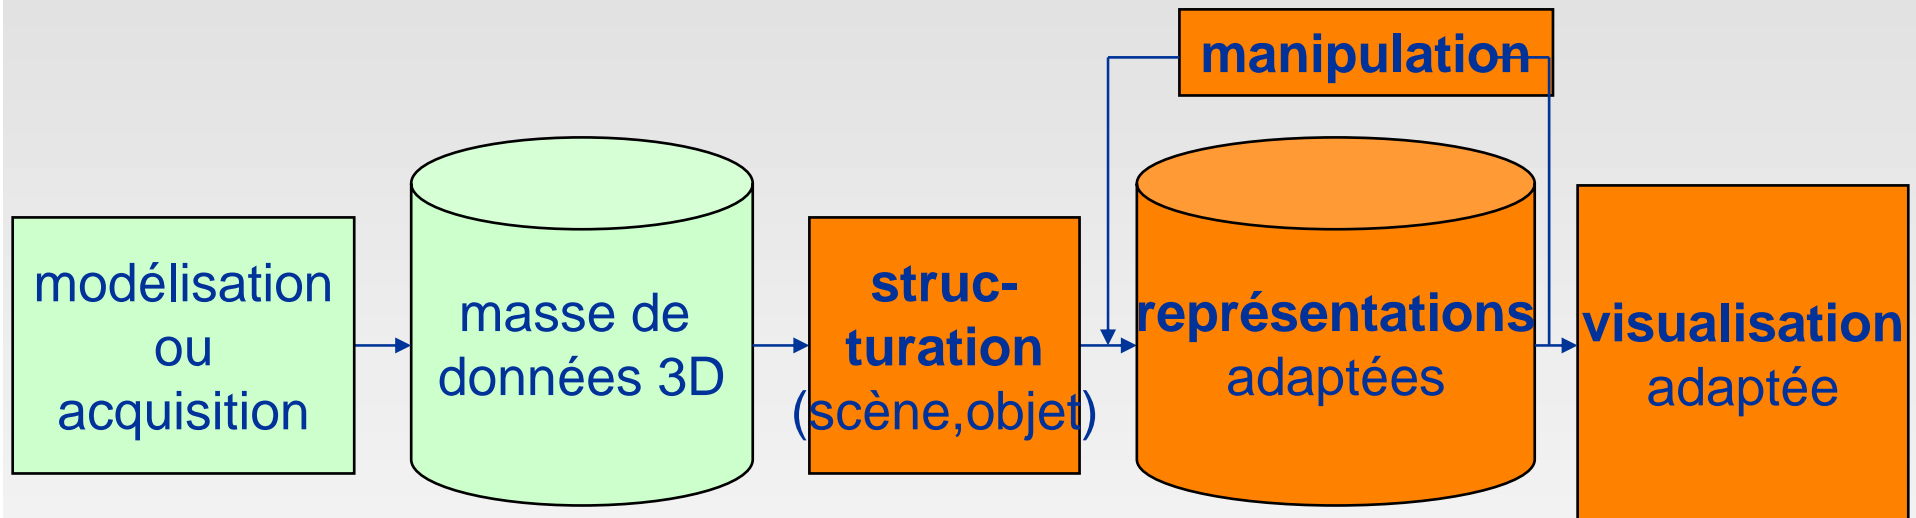 manipulation
modélisation
ou
acquisition
masse de
données 3D
struc-
turation
(scène,objet)
représentations
adaptées
visualisation
adaptée